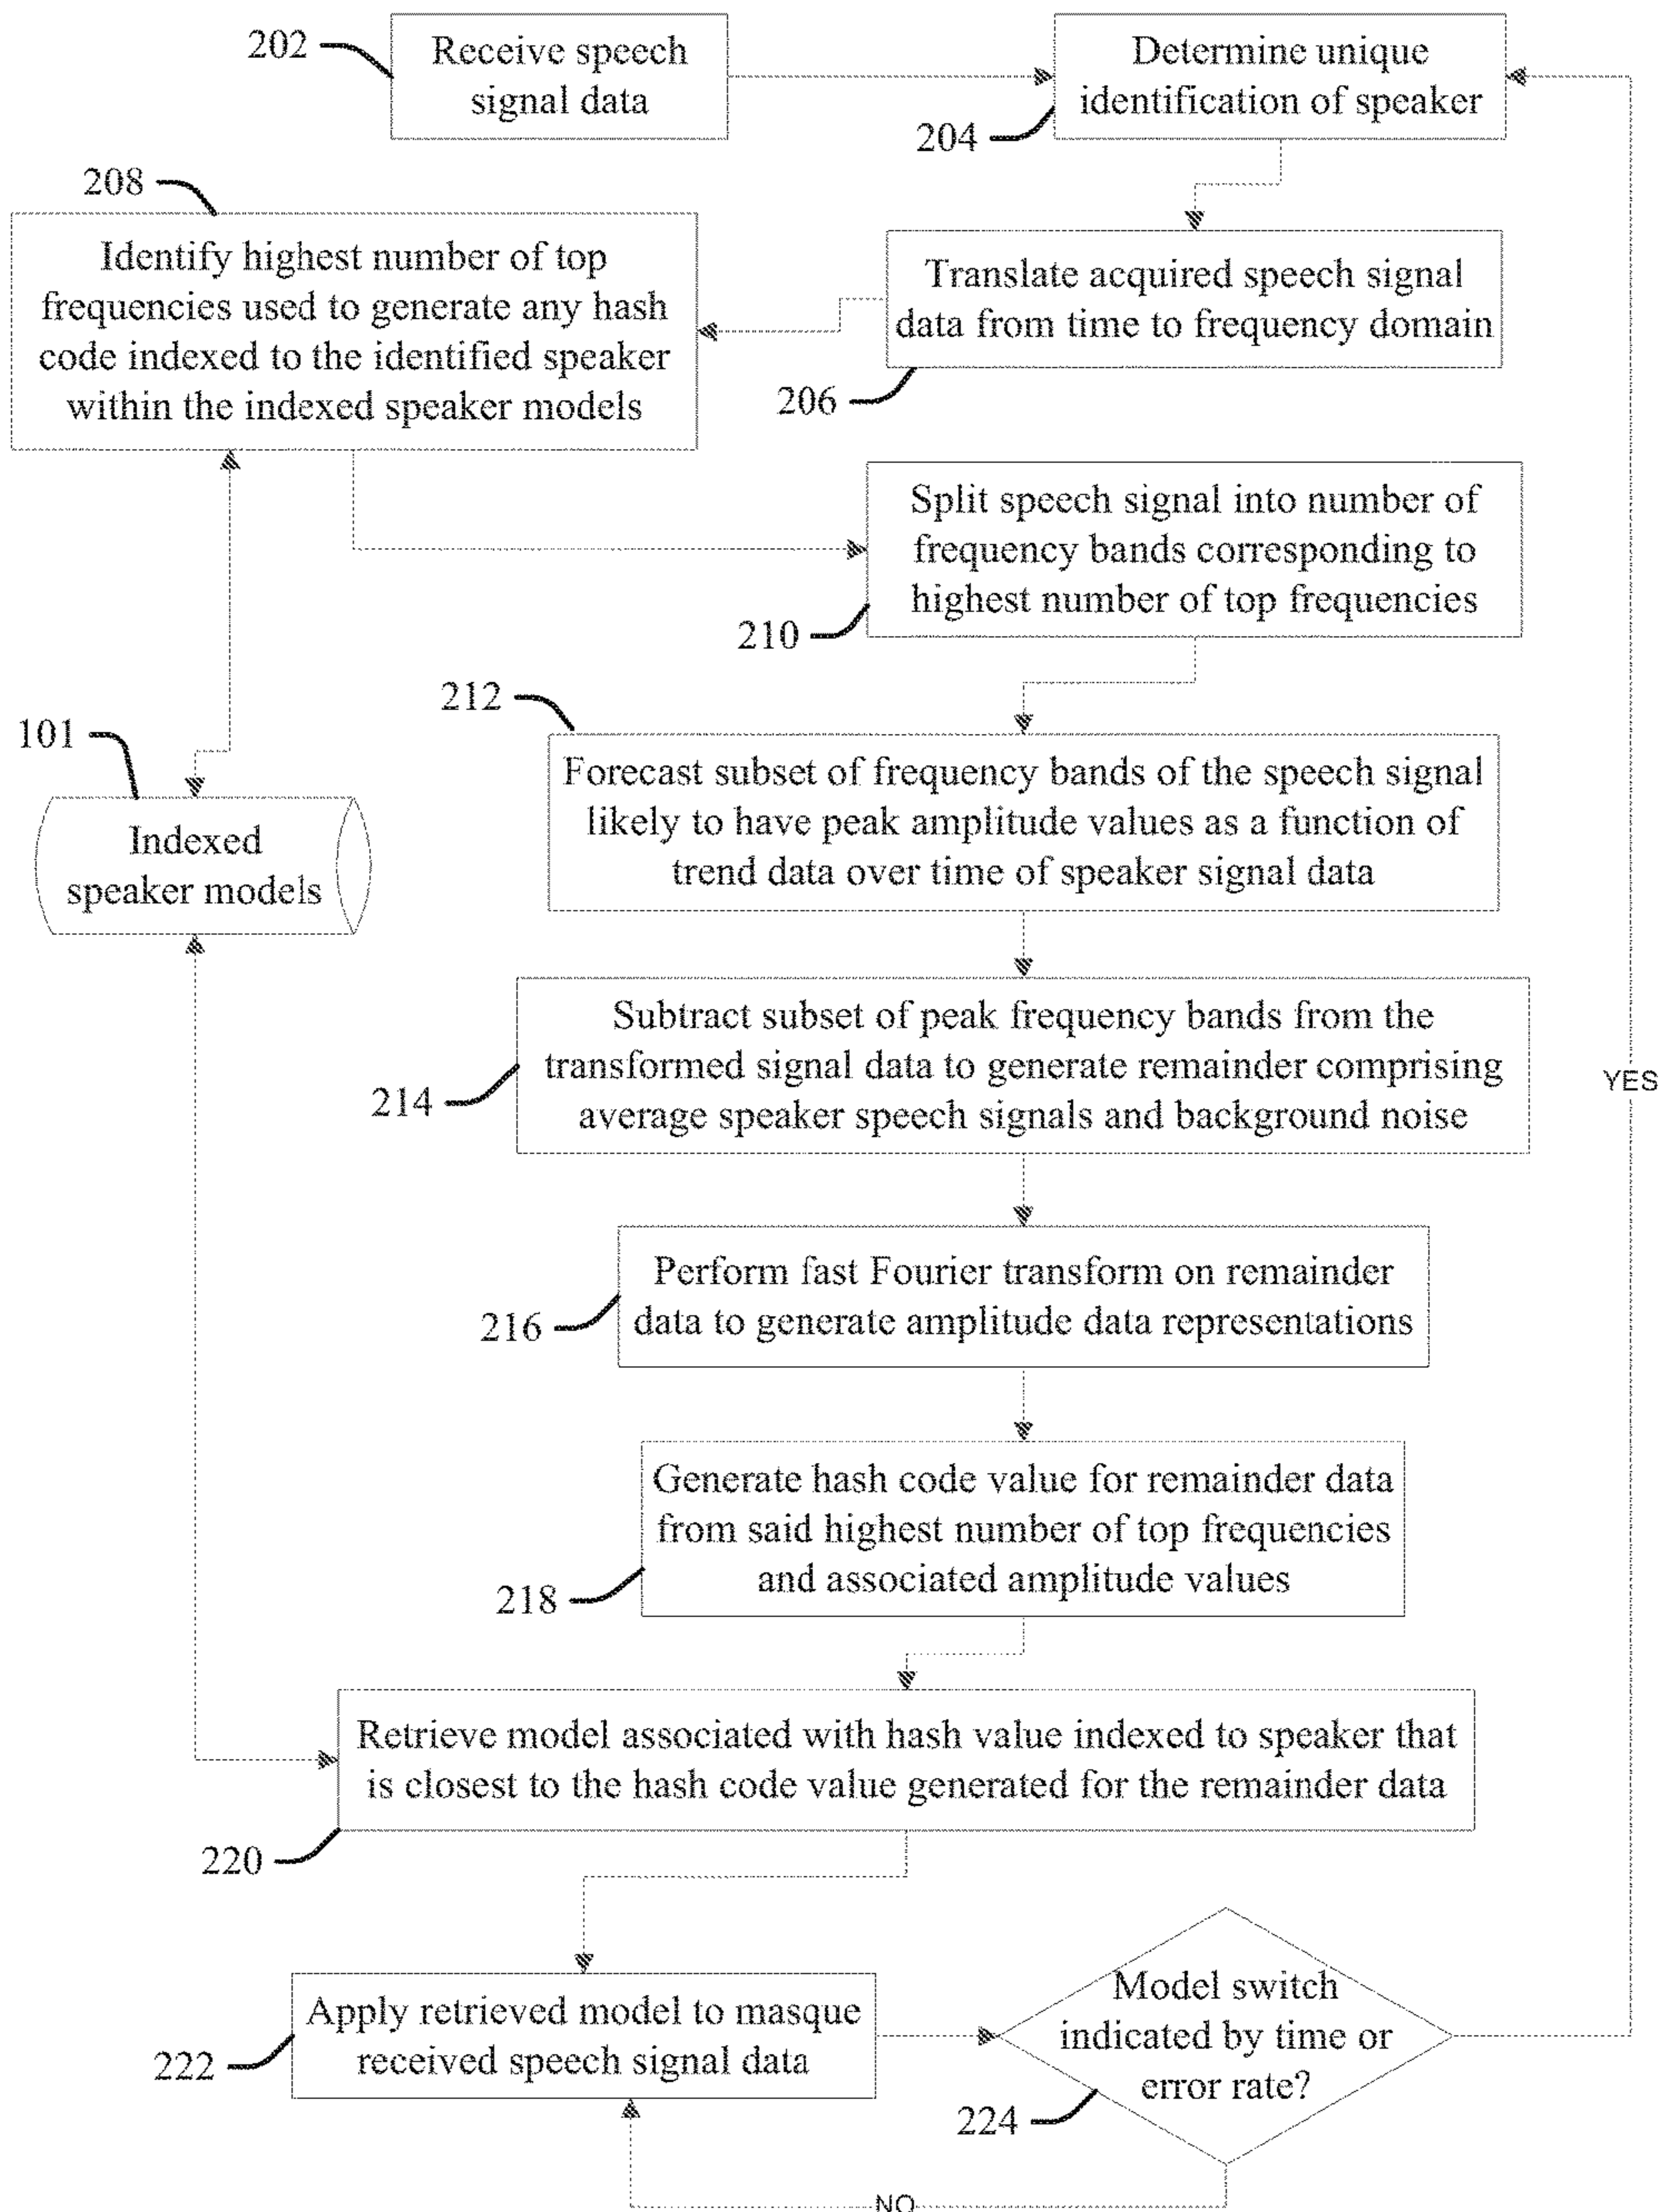 202
Receive speech
signal data
Determine unique
identification of speaker
204
208
Identify highest number of top
frequencies used to generate any hash
code indexed to the identified speaker
within the indexed speaker models
Translate acquired speech signal
data from time to frequency domain
206
Split speech signal into number of
frequency bands corresponding to
highest number of top frequencies
210
212
Forecast subset of frequency bands of the speech signal
likely to have peak amplitude values as a function of
trend data over time of speaker signal data
101
Indexed
speaker models
Subtract subset of peak frequency bands from the
transformed signal data to generate remainder comprising
average speaker speech signals and background noise
214
YES
Perform fast Fourier transform on remainder
data to generate amplitude data representations
216
Generate hash code value for remainder data
from said highest number of top frequencies
and associated amplitude values
218
Retrieve model associated with hash value indexed to speaker that
is closest to the hash code value generated for the remainder data
220
Apply retrieved model to masque
received speech signal data
222
Model switch
indicated by time or
error rate?
224
NO